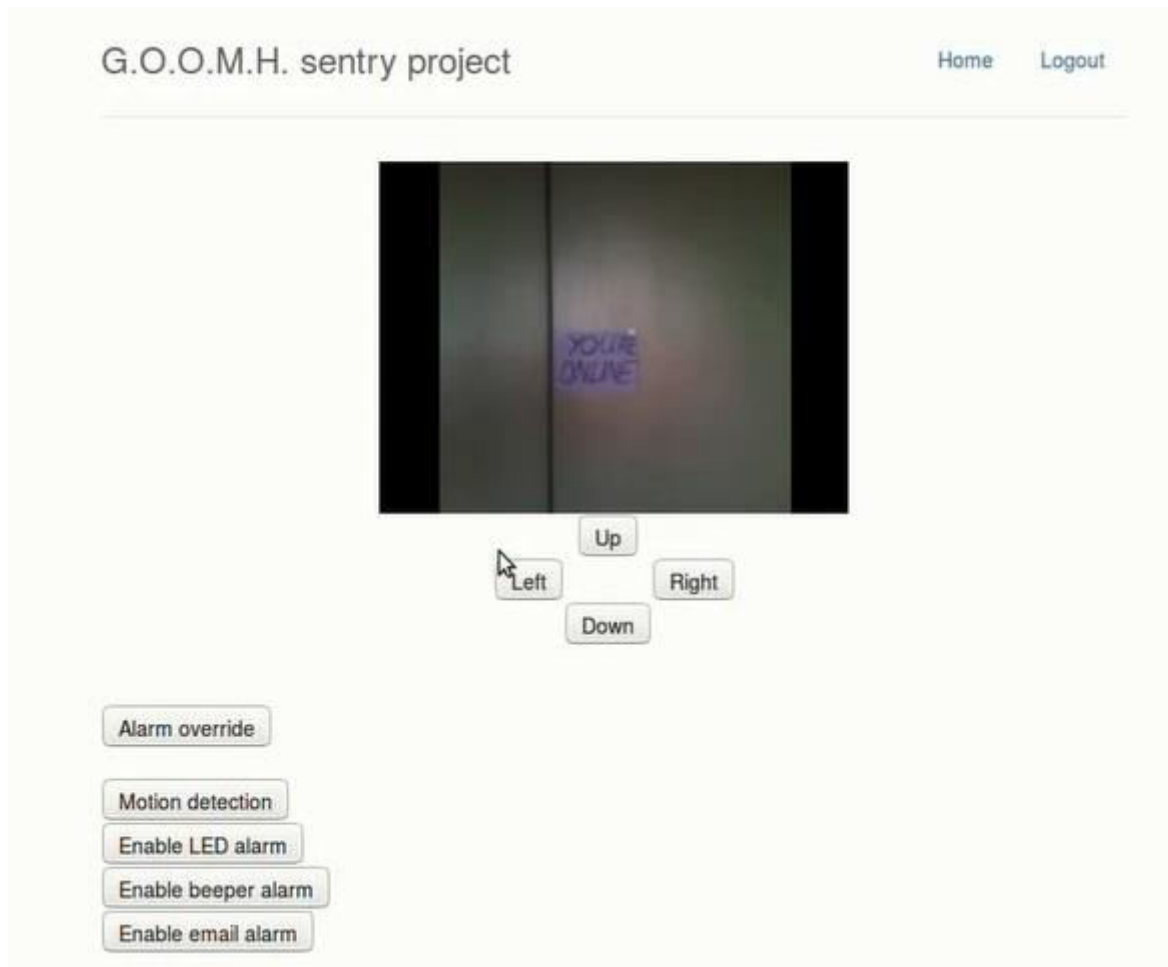 G.O.O.M.H. sentry project
Home Logout
YOU'RE
ONLINE
Up
Left Right
Down
Alarm override
Motion detection
Enable LED alarm
Enable beeper alarm
Enable email alarm